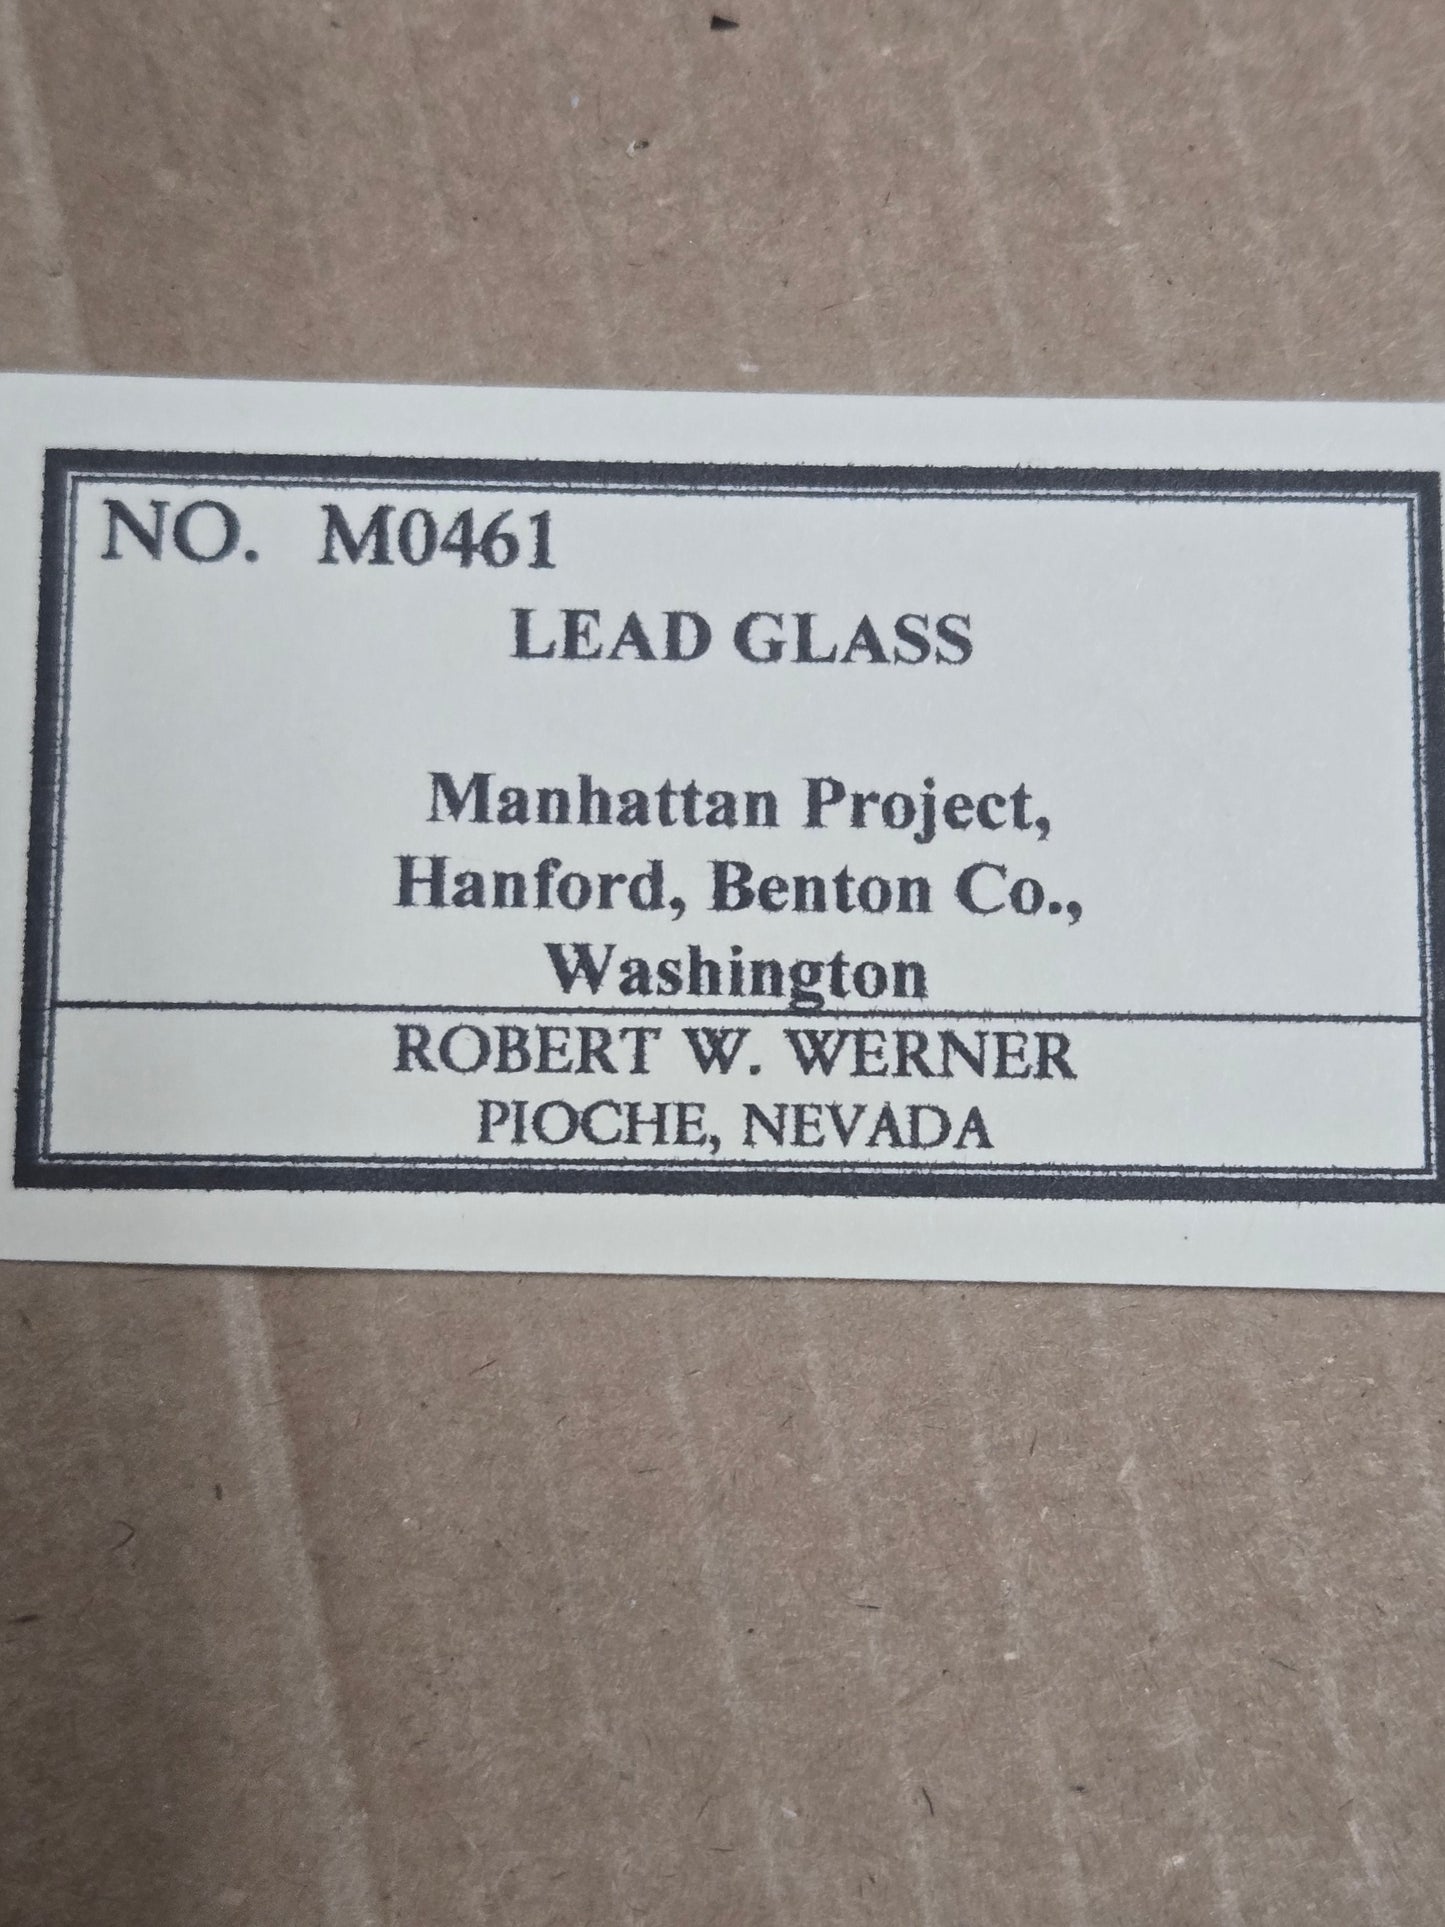 NO. M0461
LEAD GLASS
Manhattan Project,
Hanford, Benton Co.,
Washington
ROBERT W. WERNER
PIOCHE, NEVADA